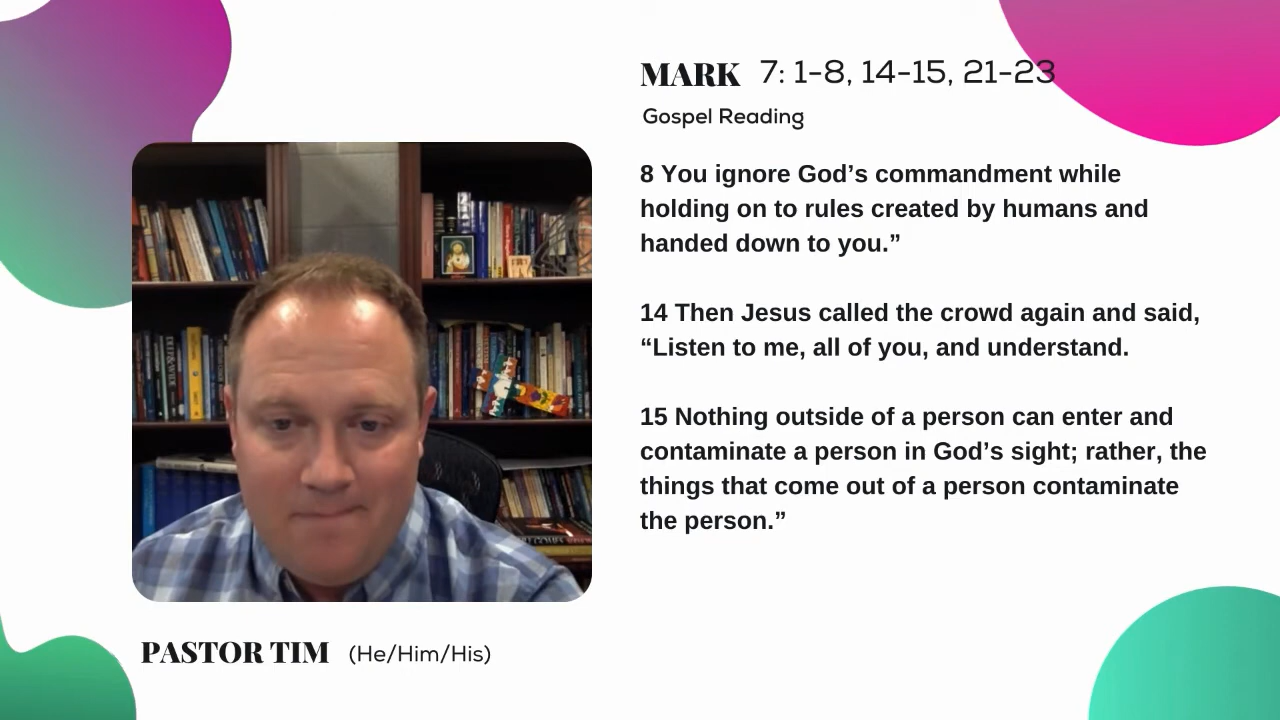 MARK 7: 1-8, 14-15, 21-23
Gospel Reading
8 You ignore God’s commandment while
holding on to rules created by humans and
handed down to you.”
14 Then Jesus called the crowd again and said,
“Listen to me, all of you, and understand.
15 Nothing outside of a person can enter and
contaminate a person in God’s sight; rather, the
things that come out of a person contaminate
the person.”
PASTOR TIM (He/Him/His)